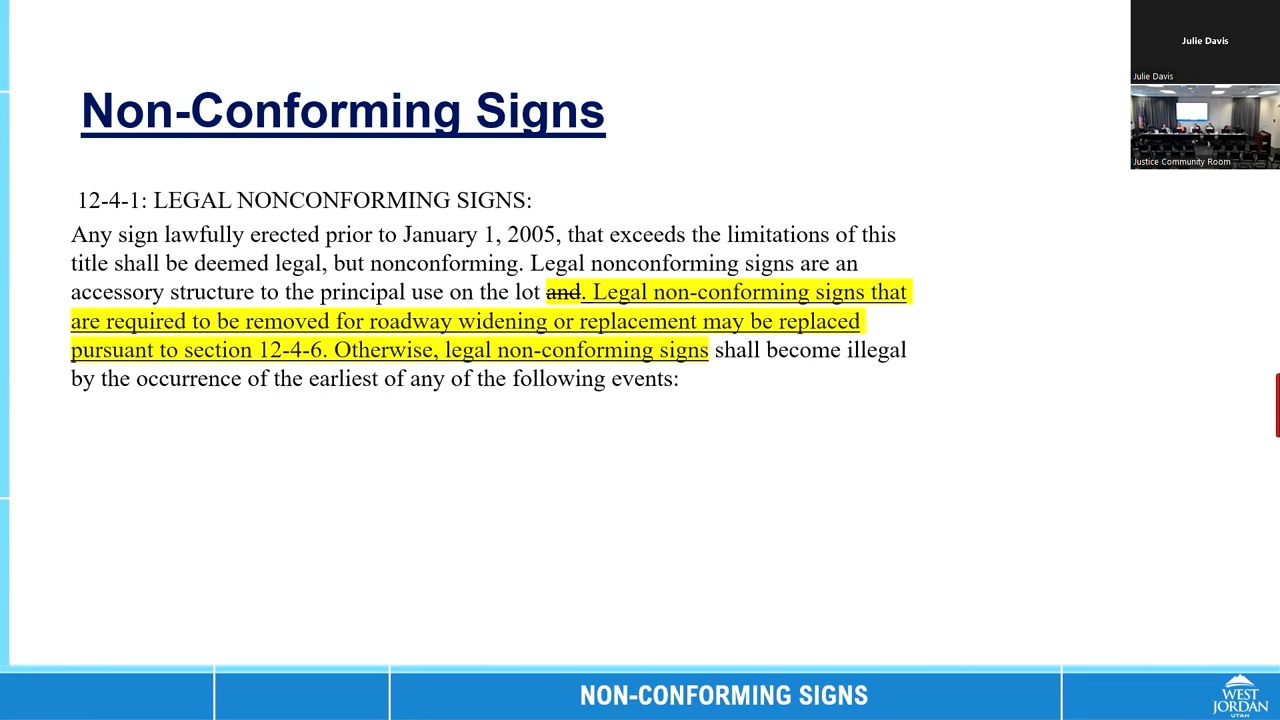 Non-Conforming Signs
12-4-1: LEGAL NONCONFORMING SIGNS:
Any sign lawfully erected prior to January 1, 2005, that exceeds the limitations of this
title shall be deemed legal, but nonconforming. Legal nonconforming signs are an
accessory structure to the principal use on the lot and. Legal non-conforming signs that
are required to be removed for roadway widening or replacement may be replaced
pursuant to section 12-4-6. Otherwise, legal non-conforming signs shall become illegal
by the occurrence of the earliest of any of the following events:
Julie Davis
Julie Davis
Justice Community Room
NON-CONFORMING SIGNS
WEST
JORDAN
UTAH